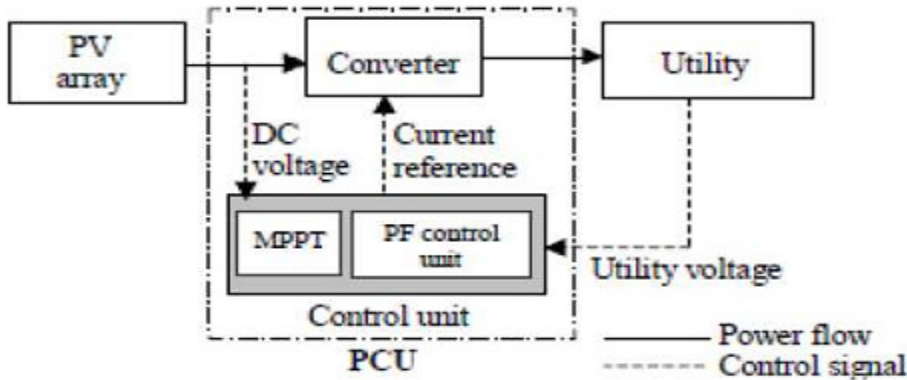 PV
array
Converter
Utility
DC
voltage
Current
reference
MPPT
PF control
unit
Utility voltage
Control unit
PCU
Power flow
Control signal